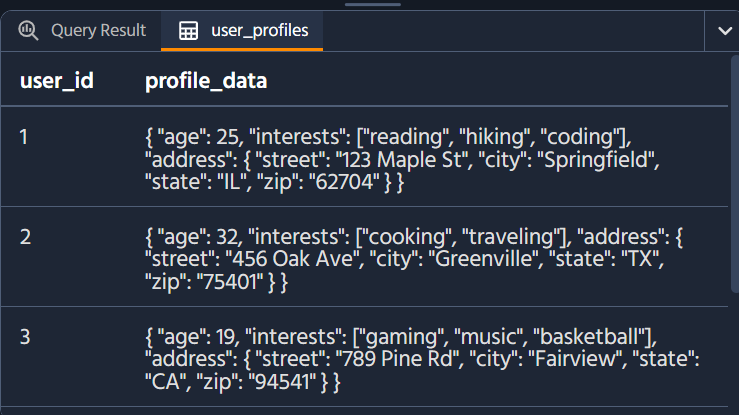 Query Result user_profiles
user_id profile_data
1 { "age": 25, "interests": ["reading", "hiking", "coding"],
"address": { "street": "123 Maple St", "city": "Springfield",
"state": "IL", "zip": "62704" } }
2 { "age": 32, "interests": ["cooking", "traveling"], "address": {
"street": "456 Oak Ave", "city": "Greenville", "state": "TX",
"zip": "75401" } }
3 { "age": 19, "interests": ["gaming", "music", "basketball"],
"address": { "street": "789 Pine Rd", "city": "Fairview", "state":
"CA", "zip": "94541" } }